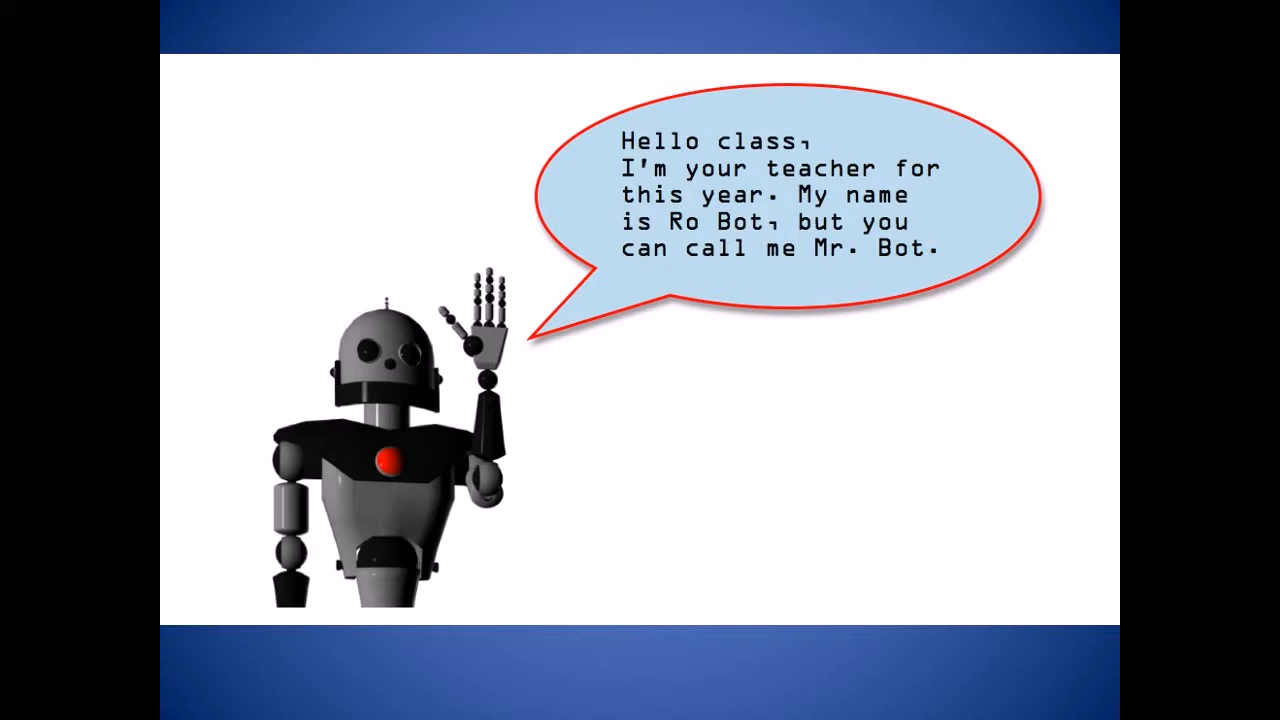 Hello class,
I'm your teacher for
this year. My name
is Ro Bot, but you
can call me Mr. Bot.